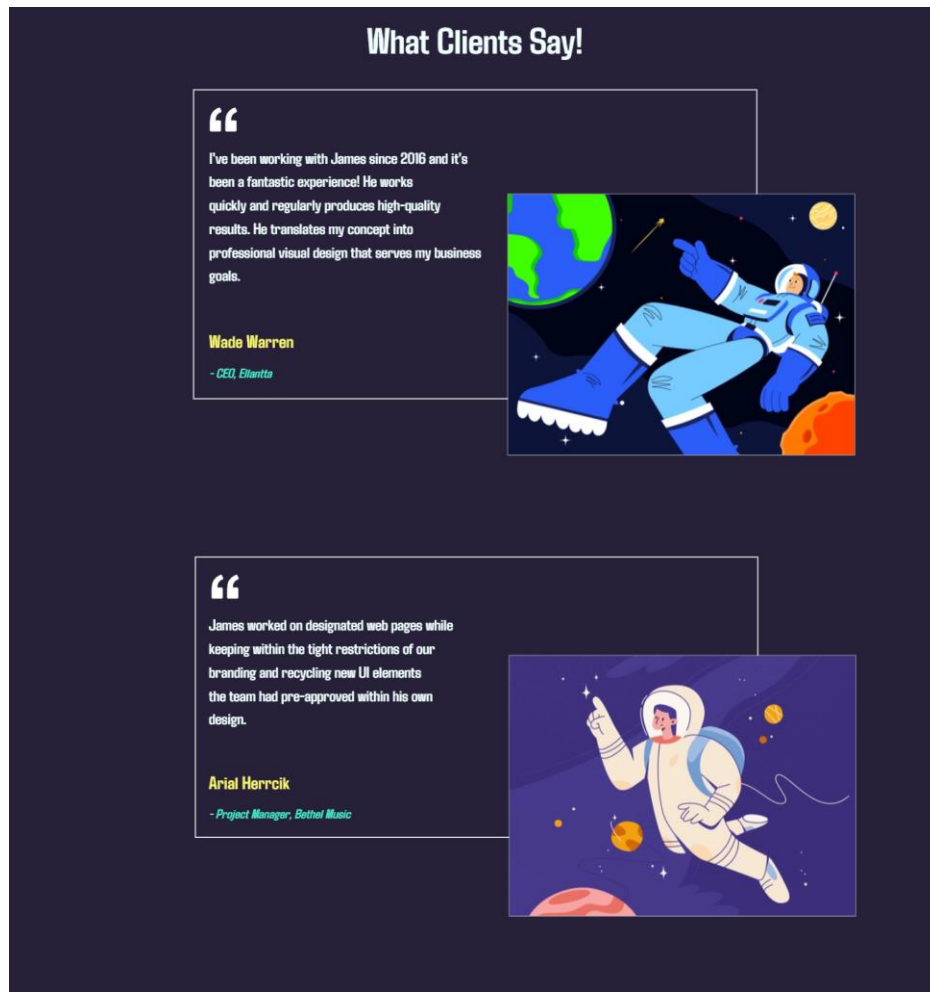 What Clients Say!
“
I've been working with James since 2016 and it's
been a fantastic experience! He works
quickly and regularly produces high-quality
results. He translates my concept into
professional visual design that serves my business
goals.
Wade Warren
- CEO, Ellantta
“
James worked on designated web pages while
keeping within the tight restrictions of our
branding and recycling new UI elements
the team had pre-approved within his own
design.
Arial Herrcik
- Project Manager, Bethel Music